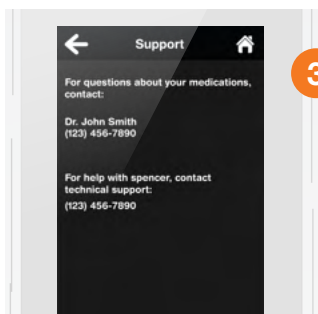 Support
3
For questions about your medications,
contact:
Dr. John Smith
(123) 456-7890
For help with spencer, contact
technical support:
(123) 456-7890